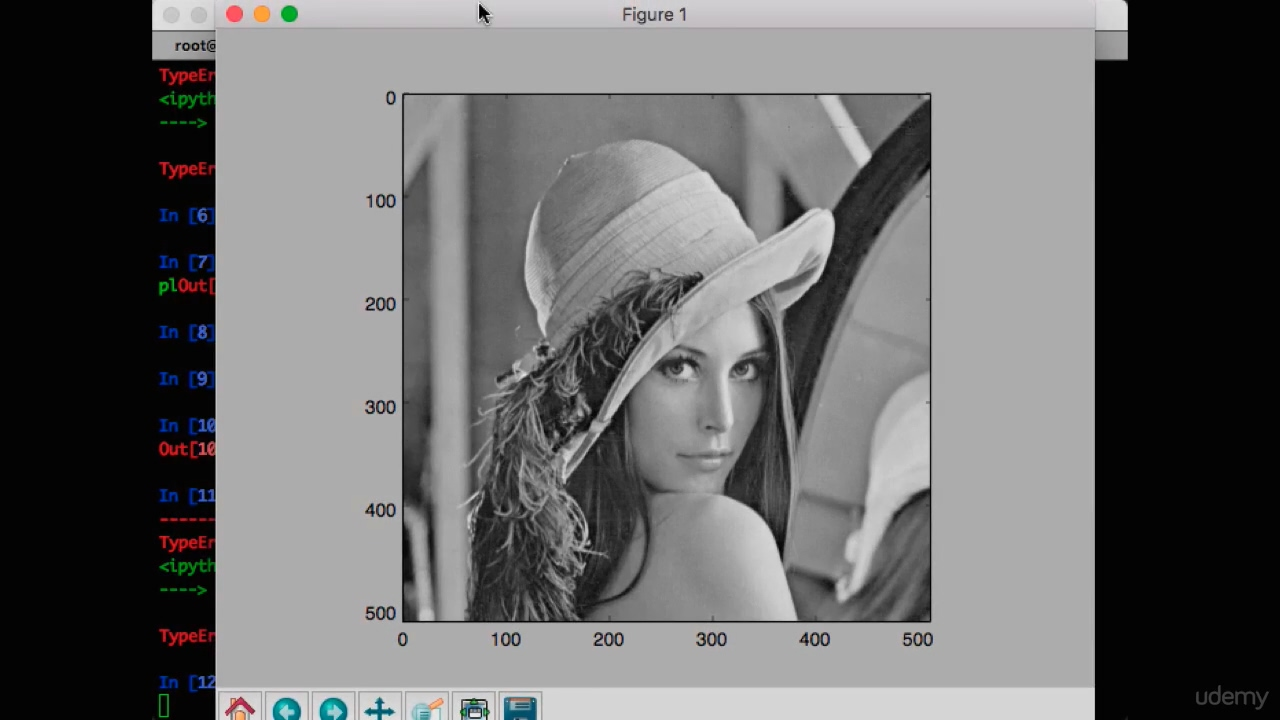 Figure 1
root@
TypeEr
<ipyth
---->
TypeEr
In [6]
In [7]
plOut[
In [8]
In [9]
In [10
Out[10
In [11
-------
TypeEr
<ipyth
---->
TypeEr
In [12
0
100
200
300
400
500
0 100 200 300 400 500
udemy